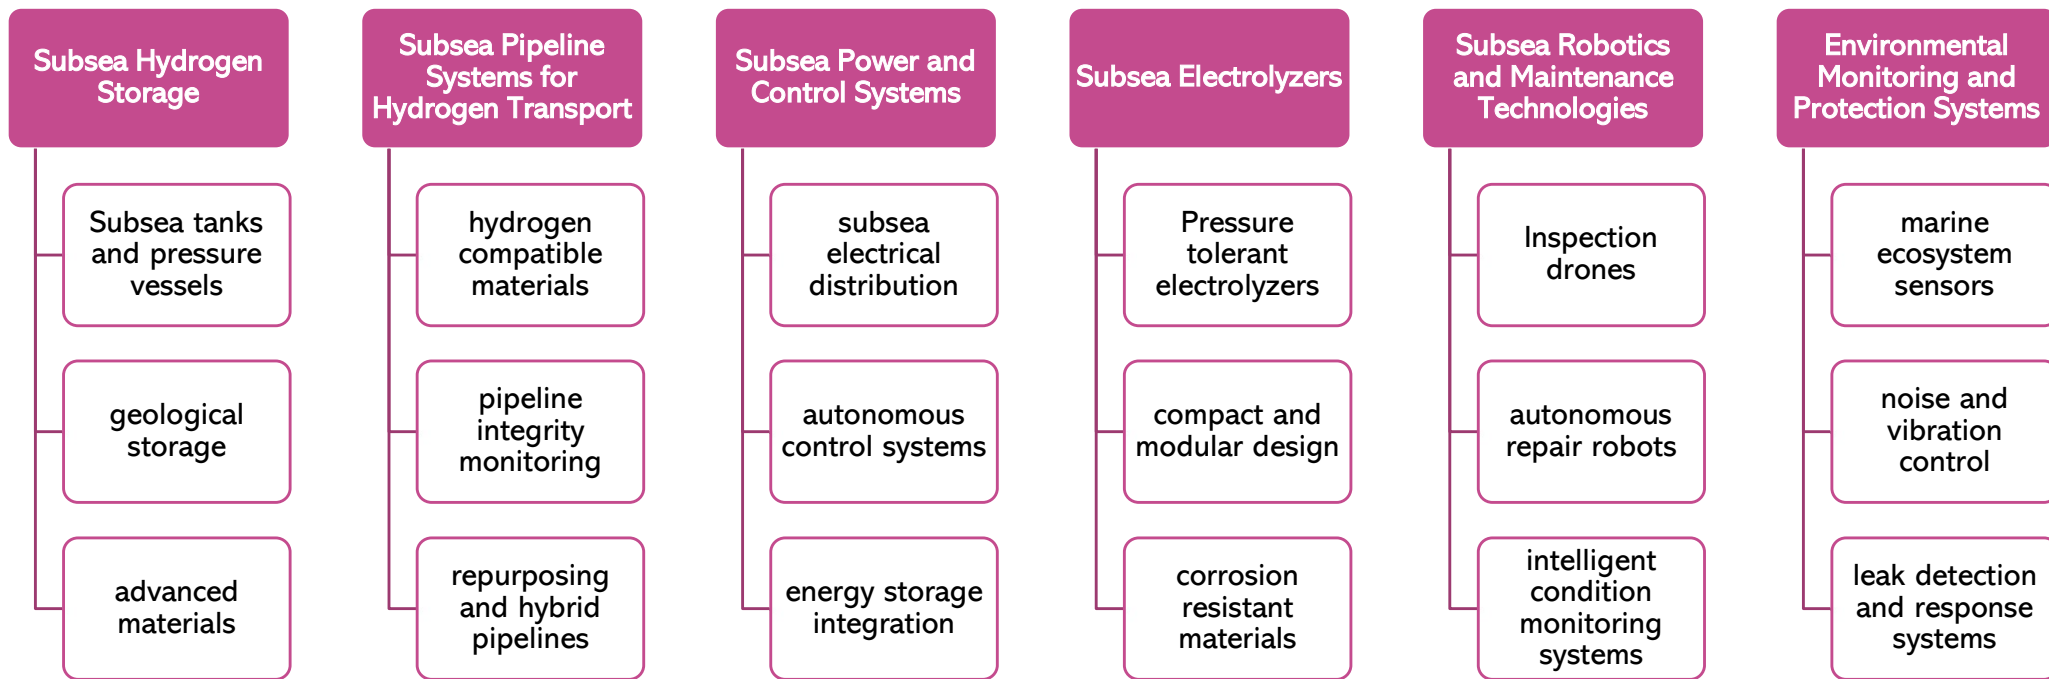 Subsea Hydrogen
Storage
Subsea tanks
and pressure
vessels
geological
storage
advanced
materials
Subsea Pipeline
Systems for
Hydrogen Transport
hydrogen
compatible
materials
pipeline
integrity
monitoring
repurposing
and hybrid
pipelines
Subsea Power and
Control Systems
subsea
electrical
distribution
autonomous
control systems
energy storage
integration
Subsea Electrolyzers
Pressure
tolerant
electrolyzers
compact and
modular design
corrosion
resistant
materials
Subsea Robotics
and Maintenance
Technologies
Inspection
drones
autonomous
repair robots
intelligent
condition
monitoring
systems
Environmental
Monitoring and
Protection Systems
marine
ecosystem
sensors
noise and
vibration
control
leak detection
and response
systems